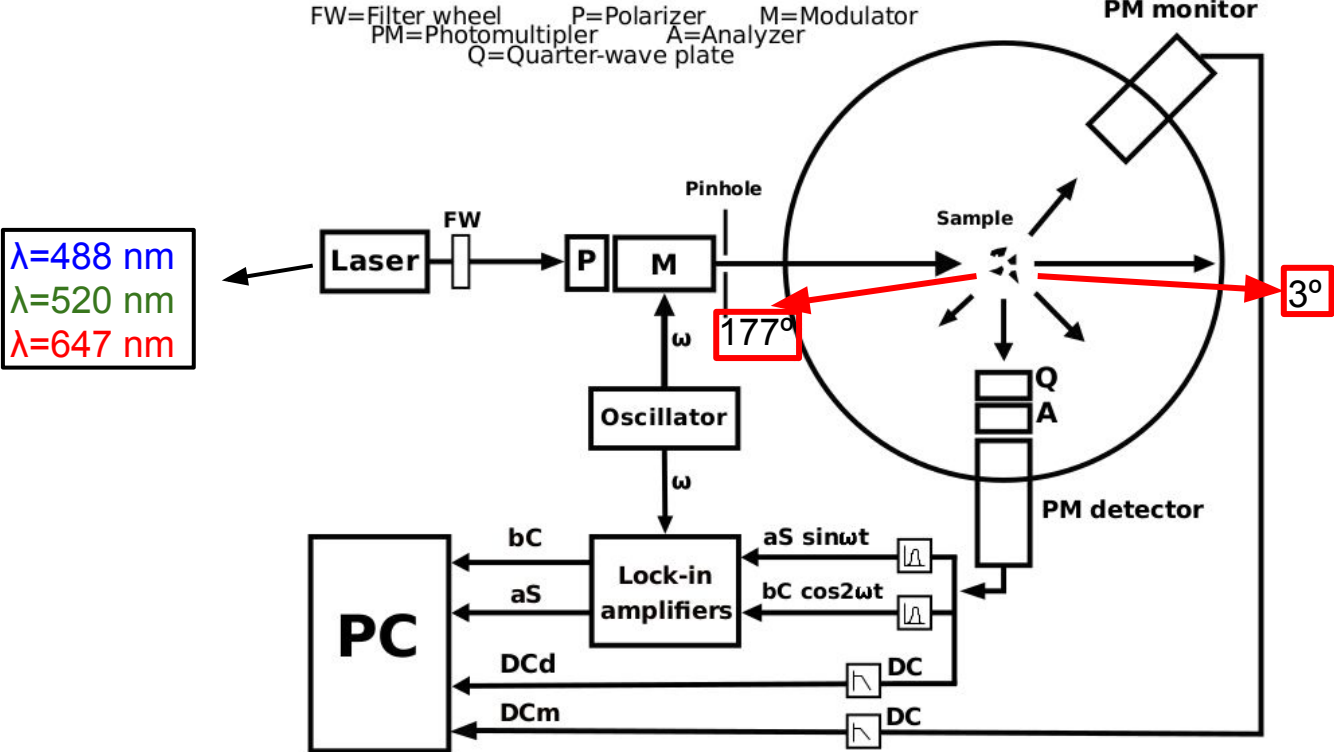 FW=Filter wheel P=Polarizer M=Modulator
PM=Photomultipler A=Analyzer
Q=Quarter-wave plate
PM monitor
Pinhole
FW
Sample
λ=488 nm
λ=520 nm
λ=647 nm
Laser
P
M
3º
177º
ω
Q
A
Oscillator
ω
PM detector
bC
aS sinωt
Lock-in
amplifiers
aS
bC cos2ωt
PC
DCd
DC
DCm
DC